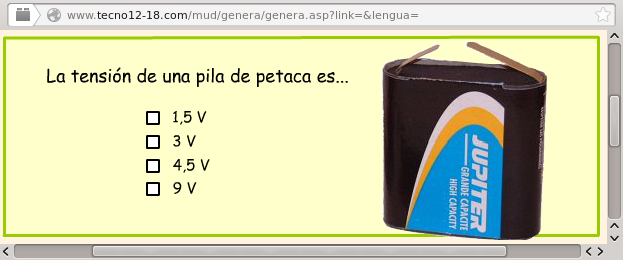 www.tecno12-18.com/mud/genera/genera.asp?link=&lengua=
La tensión de una pila de petaca es...
1,5 V
3 V
4,5 V
9 V
JUPITER
GRANDE CAPACITE
HIGH CAPACITY